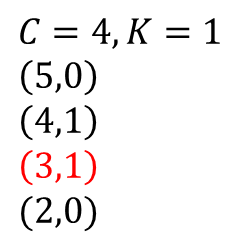 C = 4, K = 1
(5,0)
(4,1)
(3,1)
(2,0)